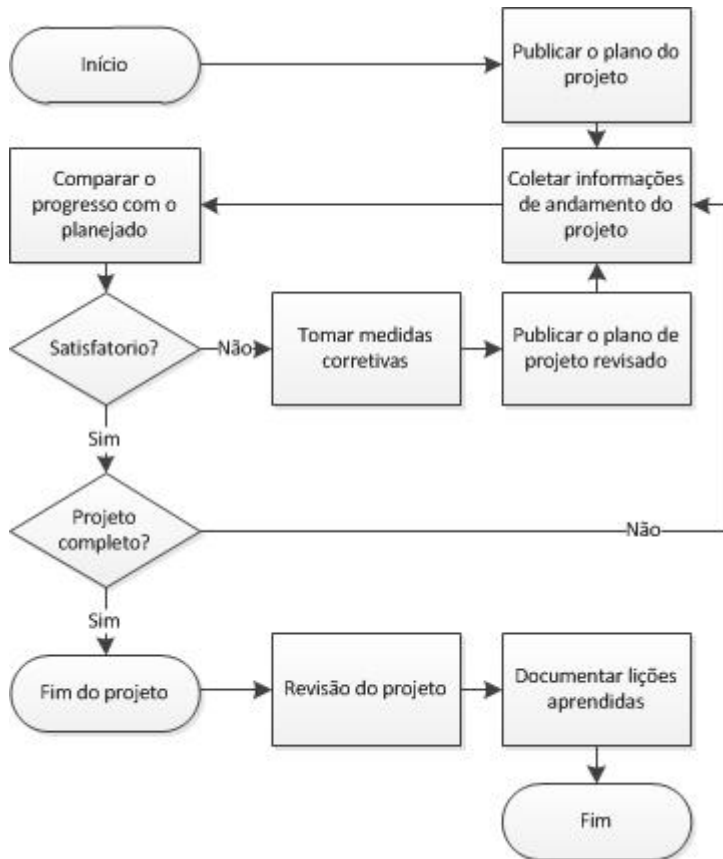 Início
Publicar o plano do
projeto
Comparar o
progresso com o
planejado
Coletar informações
de andamento do
projeto
Satisfatorio?
Não
Tomar medidas
corretivas
Publicar o plano de
projeto revisado
Sim
Projeto
completo?
Não
Sim
Fim do projeto
Revisão do projeto
Documentar lições
aprendidas
Fim